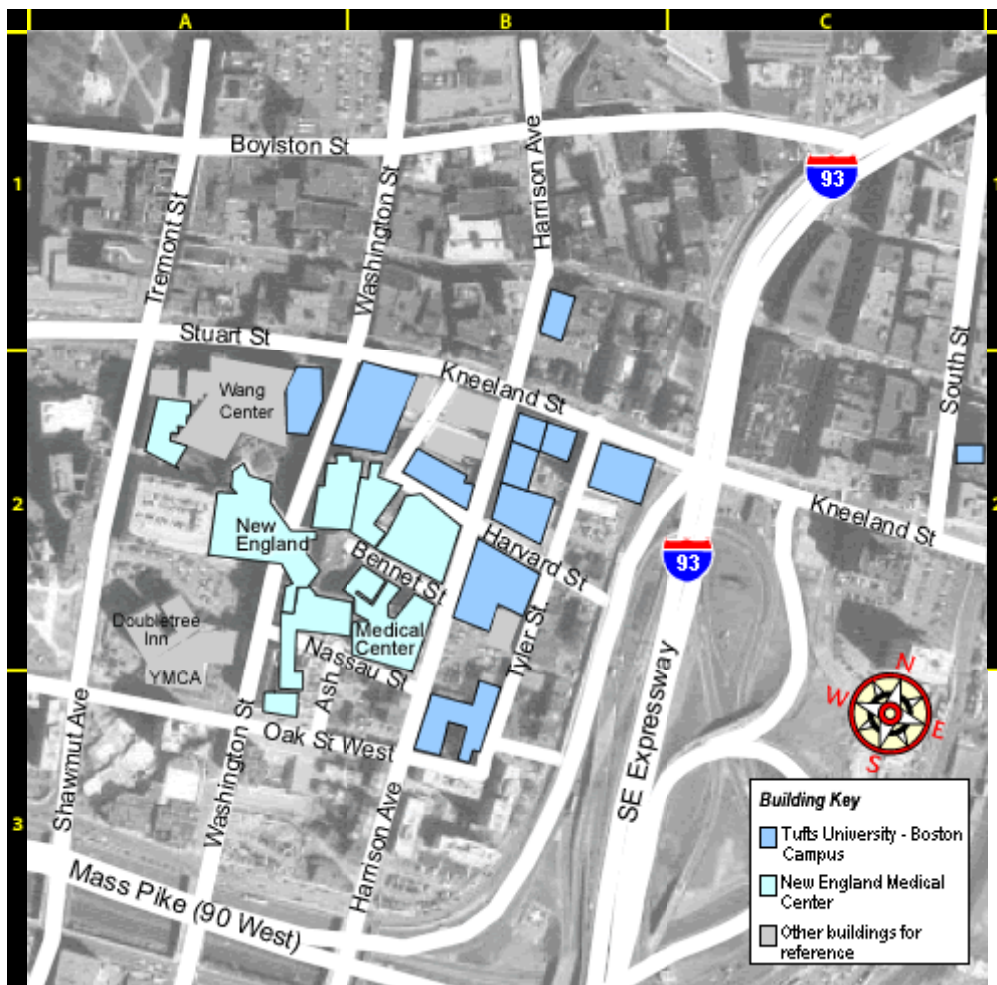 A
B
C
Harrison Ave
Boylston St
1
1
93
Washington St
Tremont St
Stuart St
South St
Kneeland St
Wang
Center
2
2
Kneeland St
New
England
Harvard St
93
Bennet St
Doubletree
Inn
Medical
Center
Tyler St.
Nassau St
YMCA
Ash
N
W
E
S
Shawmut Ave
Washington St
Oak St West
SE Expressway
Harrison Ave
3
3
Mass Pike (90 West)
Building Key
Tufts University - Boston
Campus
New England Medical
Center
Other buildings for
reference